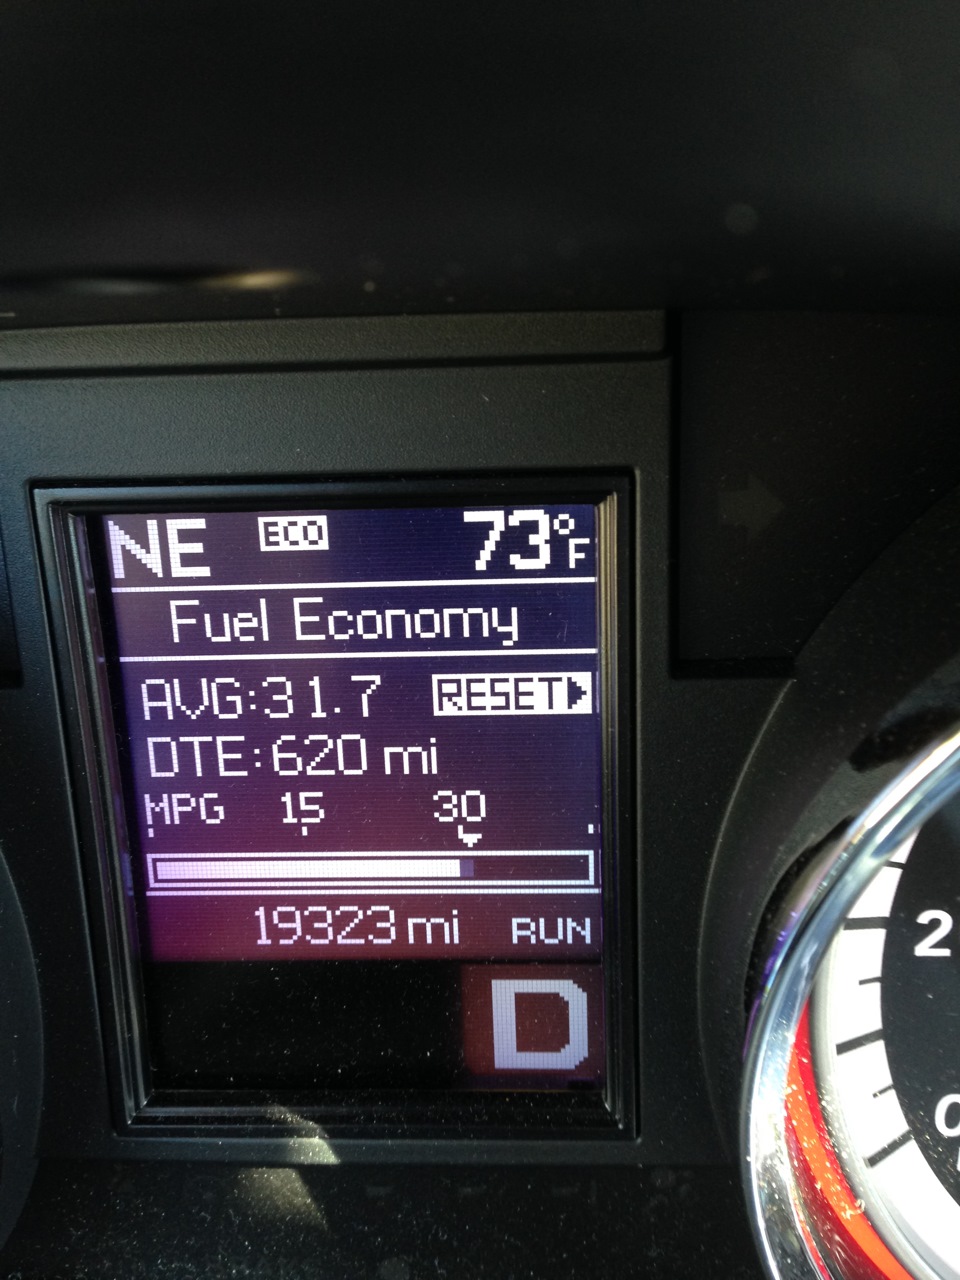 NE ECO 73°F
Fuel Economy
AVG:31.7 RESET
DTE:620 mi
MPG 15 30
19323 mi RUN
D
2
0